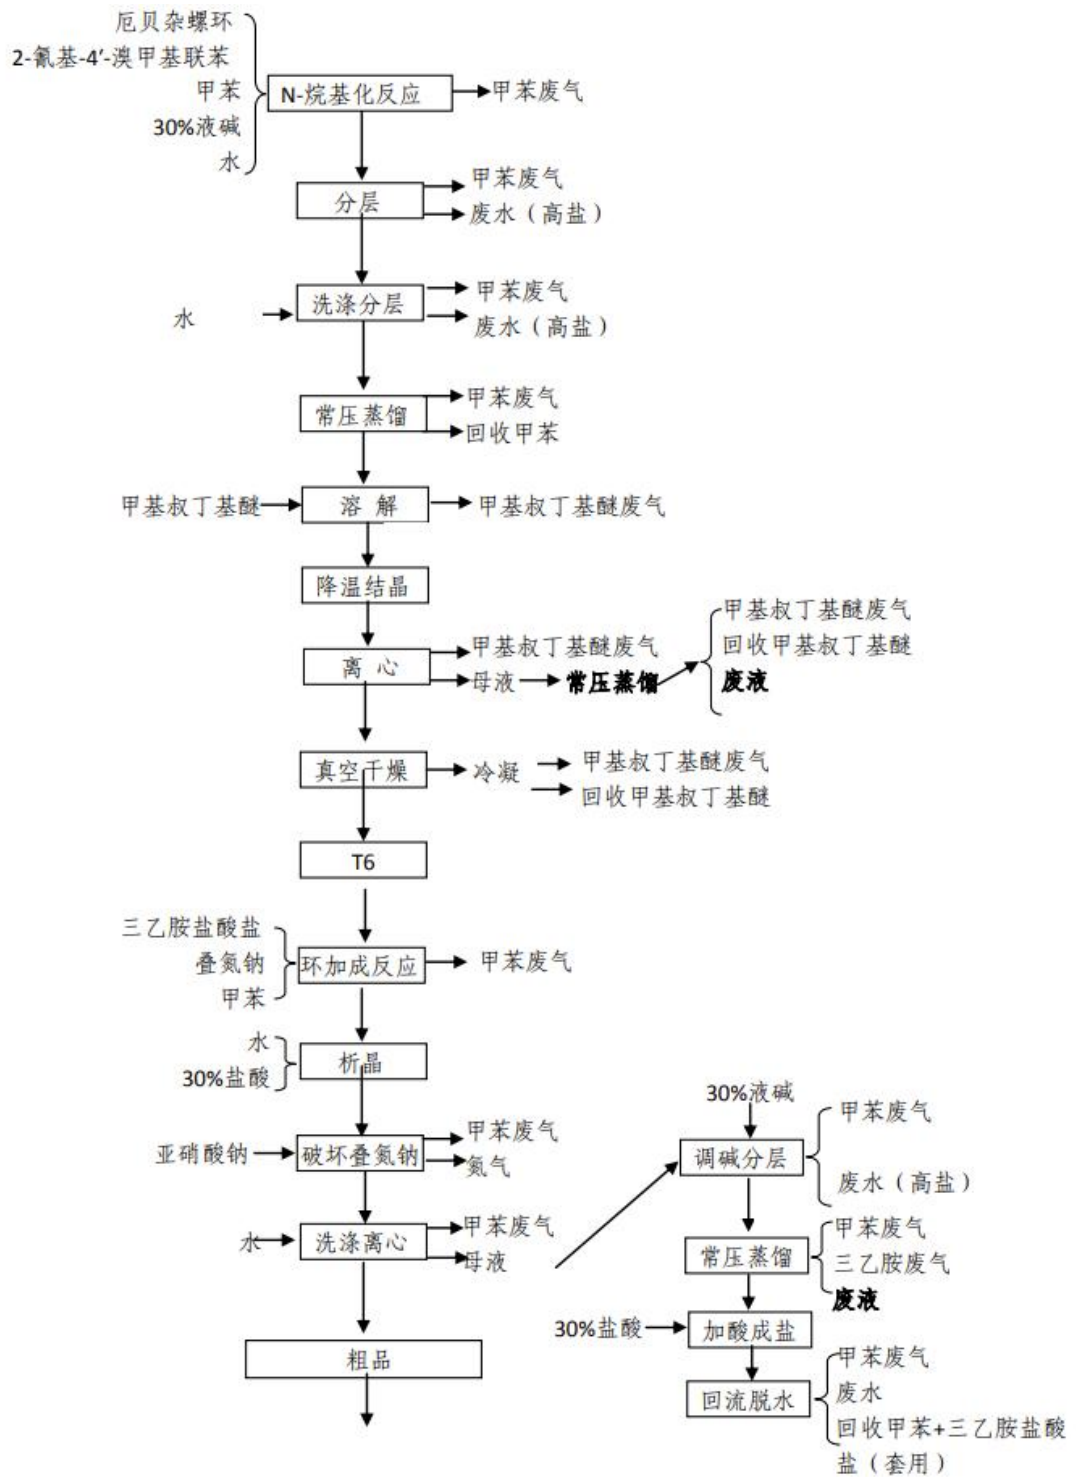 厄贝杂螺环
2-氰基-4′-溴甲基联苯
甲苯
30%液碱
水
N-烷基化反应
甲苯废气
分层
甲苯废气
废水（高盐）
水
洗涤分层
甲苯废气
废水（高盐）
常压蒸馏
甲苯废气
回收甲苯
甲基叔丁基醚
溶 解
甲基叔丁基醚废气
降温结晶
离 心
甲基叔丁基醚废气
母液
常压蒸馏
甲基叔丁基醚废气
回收甲基叔丁基醚
废液
真空干燥
冷凝
甲基叔丁基醚废气
回收甲基叔丁基醚
T6
三乙胺盐酸盐
叠氮钠
甲苯
环加成反应
甲苯废气
水
30%盐酸
析晶
亚硝酸钠
破坏叠氮钠
甲苯废气
氮气
水
洗涤离心
甲苯废气
母液
粗品
30%液碱
调碱分层
甲苯废气
废水（高盐）
常压蒸馏
甲苯废气
三乙胺废气
废液
30%盐酸
加酸成盐
回流脱水
甲苯废气
废水
回收甲苯+三乙胺盐酸
盐（套用）